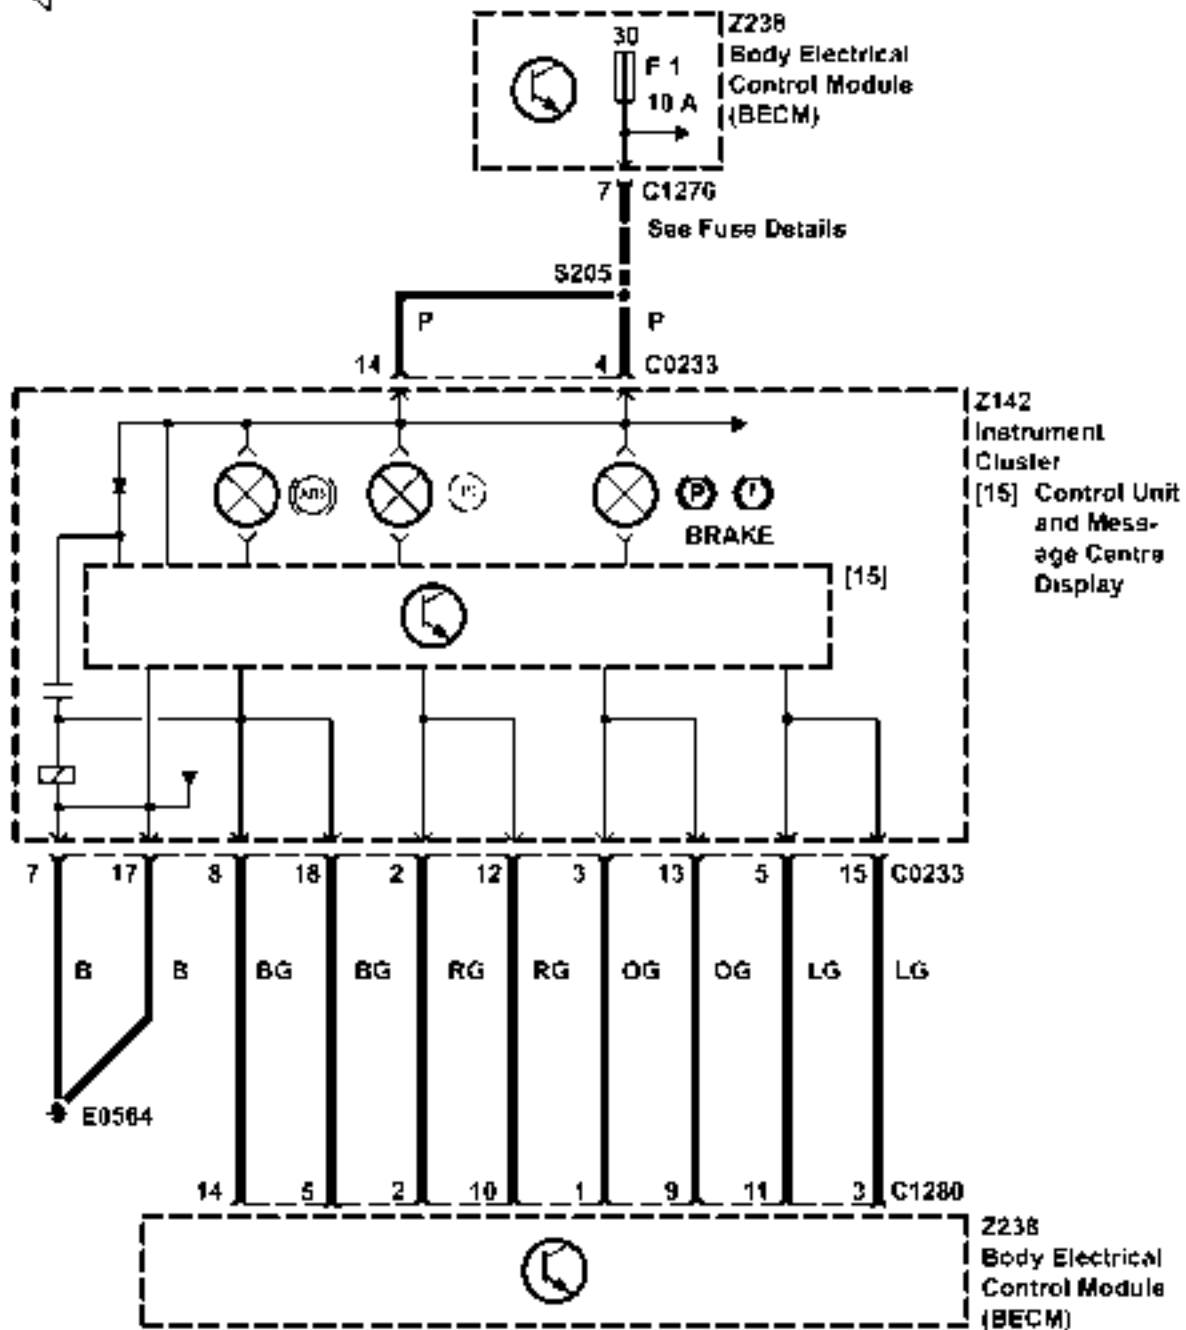 30
F 1
10 A
Z238
Body Electrical
Control Module
(BECM)
7 C1276
See Fuse Details
S205
P P
14 4 C0233
Z142
Instrument
Cluster
[15] Control Unit
and Mess-
age Centre
Display
ABS
P
BRAKE
[15]
7 17 8 18 2 12 3 13 5 15 C0233
B B BG BG RG RG OG OG LG LG
E0564
14 5 2 10 1 9 11 3 C1280
Z238
Body Electrical
Control Module
(BECM)